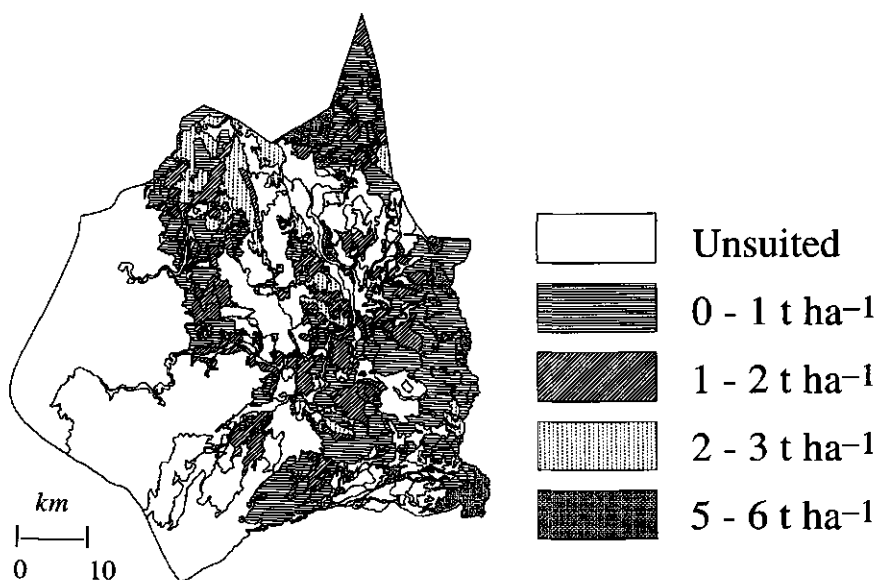 Unsuited
0 - 1 t ha⁻¹
1 - 2 t ha⁻¹
2 - 3 t ha⁻¹
5 - 6 t ha⁻¹
km
0 10